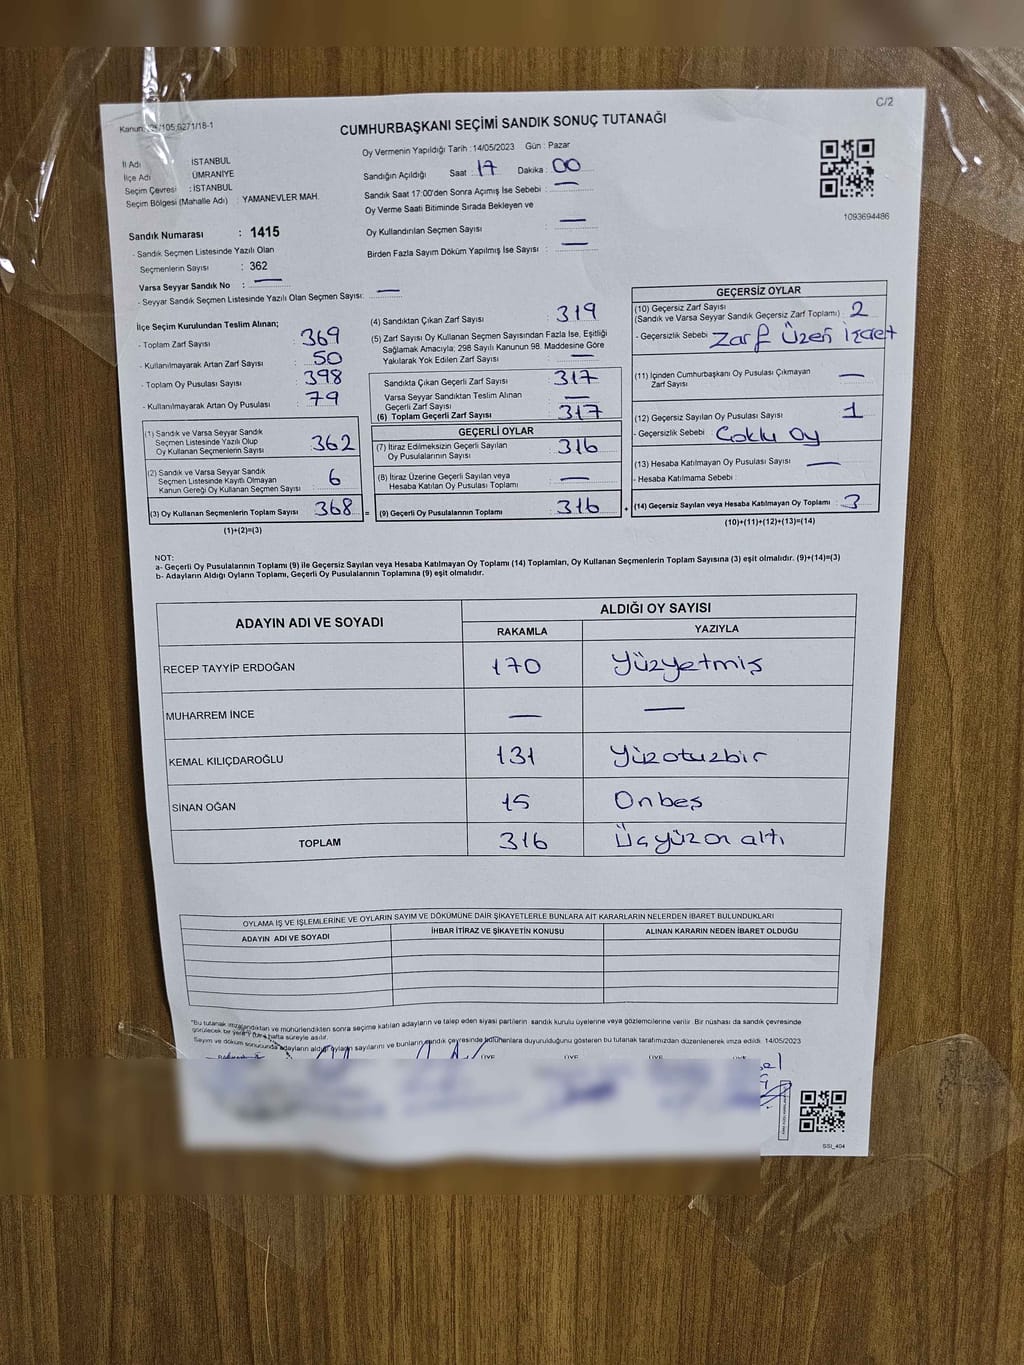 C/2
Kanun: /105;6271/18-1
CUMHURBAŞKANI SEÇİMİ SANDIK SONUÇ TUTANAĞI
İl Adı : İSTANBUL
İlçe Adı : ÜMRANİYE
Seçim Çevresi : İSTANBUL
Seçim Bölgesi (Mahalle Adı) : YAMANEVLER MAH.
Sandık Numarası : 1415
- Sandık Seçmen Listesinde Yazılı Olan
Seçmenlerin Sayısı : 362
Varsa Seyyar Sandık No : —
- Seyyar Sandık Seçmen Listesinde Yazılı Olan Seçmen Sayısı: —
Oy Vermenin Yapıldığı Tarih : 14/05/2023 Gün : Pazar
Sandığın Açıldığı Saat : 17 Dakika : 00
Sandık Saat 17:00'den Sonra Açımış İse Sebebi : —
Oy Verme Saati Bitiminde Sırada Bekleyen ve
Oy Kullandırılan Seçmen Sayısı : —
Birden Fazla Sayım Döküm Yapılmış İse Sayısı : —
1093694486
İlçe Seçim Kurulundan Teslim Alınan;
- Toplam Zarf Sayısı : 369
- Kullanılmayarak Artan Zarf Sayısı : 50
- Toplam Oy Pusulası Sayısı : 398
- Kullanılmayarak Artan Oy Pusulası : 79
(1) Sandık ve Varsa Seyyar Sandık
Seçmen Listesinde Yazılı Olup
Oy Kullanan Seçmenlerin Sayısı : 362
(2) Sandık ve Varsa Seyyar Sandık
Seçmen Listesinde Kayıtlı Olmayan
Kanun Gereği Oy Kullanan Seçmen Sayısı : 6
(3) Oy Kullanan Seçmenlerin Toplam Sayısı : 368
(1)+(2)=(3)
(4) Sandıktan Çıkan Zarf Sayısı : 319
(5) Zarf Sayısı Oy Kullanan Seçmen Sayısından Fazla İse, Eşitliği
Sağlamak Amacıyla; 298 Sayılı Kanunun 98. Maddesine Göre
Yakılarak Yok Edilen Zarf Sayısı : —
Sandıkta Çıkan Geçerli Zarf Sayısı : 317
Varsa Seyyar Sandıktan Teslim Alınan
Geçerli Zarf Sayısı : —
(6) Toplam Geçerli Zarf Sayısı : 317
GEÇERLİ OYLAR
(7) İtiraz Edilmeksizin Geçerli Sayılan
Oy Pusulalarının Sayısı : 316
(8) İtiraz Üzerine Geçerli Sayılan veya
Hesaba Katılan Oy Pusulası Toplamı : —
= (9) Geçerli Oy Pusulalarının Toplamı : 316
GEÇERSİZ OYLAR
(10) Geçersiz Zarf Sayısı
(Sandık ve Varsa Seyyar Sandık Geçersiz Zarf Toplamı) : 2
- Geçersizlik Sebebi : Zarf Üzeri İşaret
(11) İçinden Cumhurbaşkanı Oy Pusulası Çıkmayan
Zarf Sayısı : —
(12) Geçersiz Sayılan Oy Pusulası Sayısı : 1
- Geçersizlik Sebebi : Çoklu Oy
(13) Hesaba Katılmayan Oy Pusulası Sayısı : —
- Hesaba Katılmama Sebebi :
+ (14) Geçersiz Sayılan veya Hesaba Katılmayan Oy Toplamı : 3
(10)+(11)+(12)+(13)=(14)
NOT:
a- Geçerli Oy Pusulalarının Toplamı (9) ile Geçersiz Sayılan veya Hesaba Katılmayan Oy Toplamı (14) Toplamları, Oy Kullanan Seçmenlerin Toplam Sayısına (3) eşit olmalıdır. (9)+(14)=(3)
b- Adayların Aldığı Oyların Toplamı, Geçerli Oy Pusulalarının Toplamına (9) eşit olmalıdır.
ADAYIN ADI VE SOYADI ALDIĞI OY SAYISI
RAKAMLA YAZIYLA
RECEP TAYYİP ERDOĞAN 170 Yüzyetmiş
MUHARREM İNCE — —
KEMAL KILIÇDAROĞLU 131 Yüzotuzbir
SİNAN OĞAN 15 Onbeş
TOPLAM 316 Üçyüzon altı
OYLAMA İŞ VE İŞLEMLERİNE VE OYLARIN SAYIM VE DÖKÜMÜNE DAİR ŞİKAYETLERLE BUNLARA AİT KARARLARIN NELERDEN İBARET BULUNDUKLARI
ADAYIN ADI VE SOYADI İHBAR İTİRAZ VE ŞİKAYETİN KONUSU ALINAN KARARIN NEDEN İBARET OLDUĞU
"Bu tutanak imzalandıktan ve mühürlendikten sonra seçime katılan adayların ve talep eden siyasi partilerin sandık kurulu üyelerine veya gözlemcilerine verilir. Bir nüshası da sandık çevresinde
görülecek bir yere 1 hafta süreyle asılır.
Sayım ve döküm sonucunda adayların aldığı oyların sayılarını ve bunların sandık çevresinde bulunanlara duyurulduğunu gösteren bu tutanak tarafımızdan düzenlenerek imza edildi. 14/05/2023
ÜYE ÜYE ÜYE
SSI_404